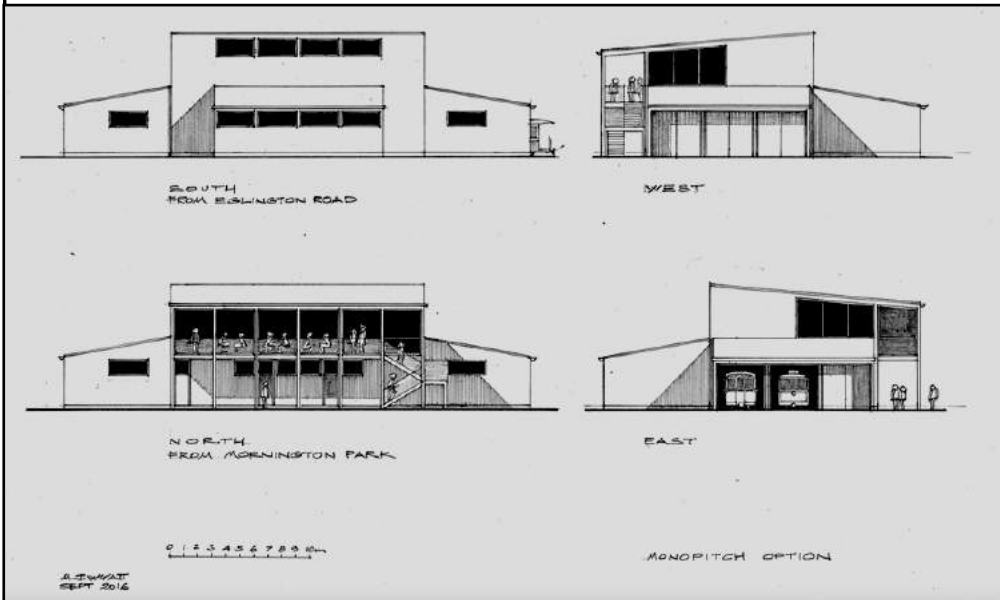 SOUTH
FROM EGLINGTON ROAD
WEST
NORTH
FROM MORNINGTON PARK
EAST
0 1 2 3 4 5 6 7 8 9 10m
MONOPITCH OPTION
SEPT 2016